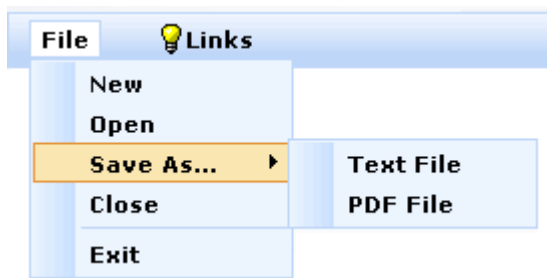 File Links
New
Open
Save As... Text File
Close PDF File
Exit